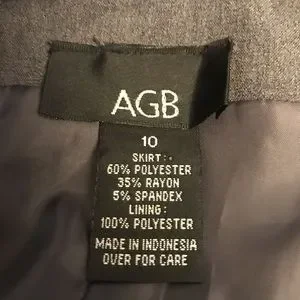 AGB
10
SKIRT:
60% POLYESTER
35% RAYON
5% SPANDEX
LINING:
100% POLYESTER
MADE IN INDONESIA
OVER FOR CARE